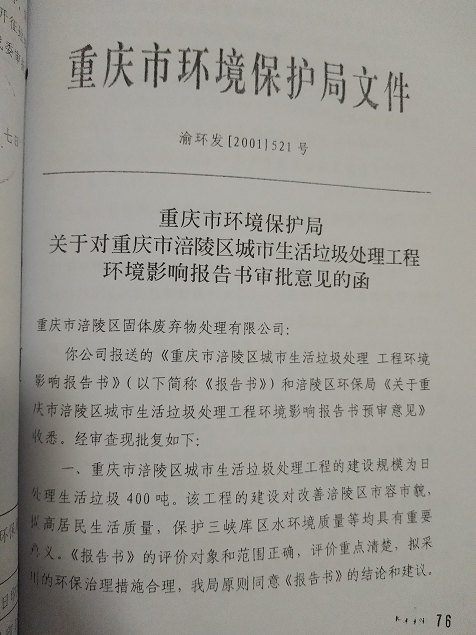 重庆市环境保护局文件
渝环发[2001]521号
重庆市环境保护局
关于对重庆市涪陵区城市生活垃圾处理工程
环境影响报告书审批意见的函
重庆市涪陵区固体废弃物处理有限公司：
你公司报送的《重庆市涪陵区城市生活垃圾处理 工程环境
影响报告书》(以下简称《报告书》)和涪陵区环保局《关于重
庆市涪陵区城市生活垃圾处理工程环境影响报告书预审意见》
收悉。经审查现批复如下：
一、重庆市涪陵区城市生活垃圾处理工程的建设规模为日
处理生活垃圾400吨。该工程的建设对改善涪陵区市容市貌，
提高居民生活质量，保护三峡库区水环境质量等均具有重要
意义。《报告书》的评价对象和范围正确，评价重点清楚，拟采
用的环保治理措施合理，我局原则同意《报告书》的结论和建议。
76